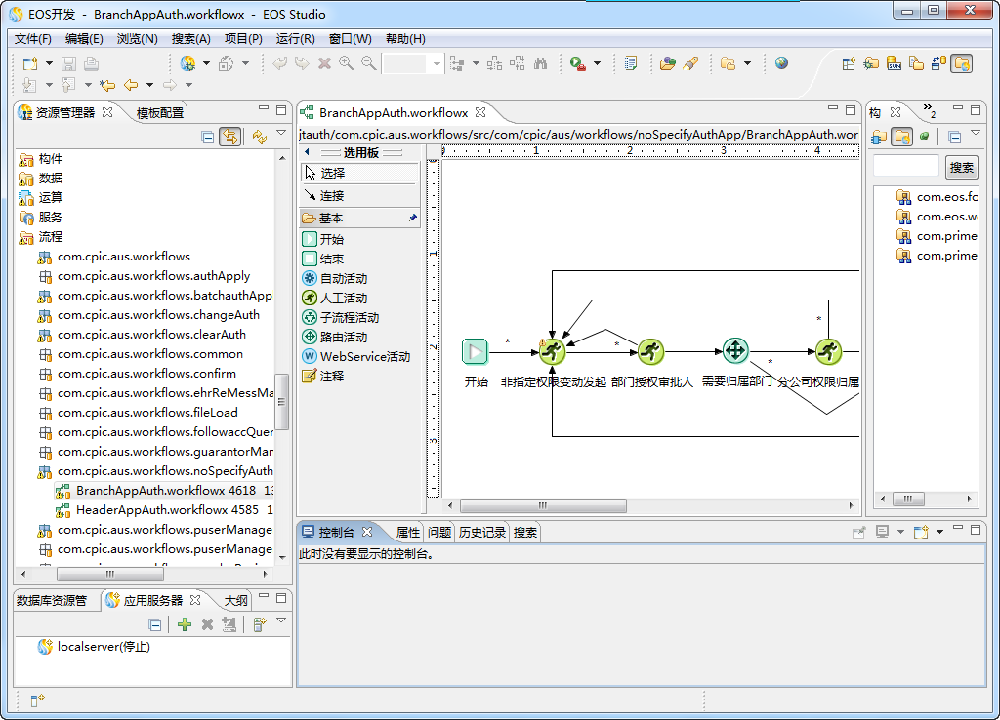 EOS开发 - BranchAppAuth.workflowx - EOS Studio
文件(F) 编辑(E) 浏览(N) 搜索(A) 项目(P) 运行(R) 窗口(W) 帮助(H)
资源管理器 模板配置
构件
数据
运算
服务
流程
com.cpic.aus.workflows
com.cpic.aus.workflows.authApply
com.cpic.aus.workflows.batchauthApp
com.cpic.aus.workflows.changeAuth
com.cpic.aus.workflows.clearAuth
com.cpic.aus.workflows.common
com.cpic.aus.workflows.confirm
com.cpic.aus.workflows.ehrReMessMa
com.cpic.aus.workflows.fileLoad
com.cpic.aus.workflows.followaccQuer
com.cpic.aus.workflows.guarantorMar
com.cpic.aus.workflows.noSpecifyAuth
BranchAppAuth.workflowx 4618 13
HeaderAppAuth.workflowx 4585 1
com.cpic.aus.workflows.puserManage
com.cpic.aus.workflows.puserManage
数据库资源管 应用服务器 大纲
localserver(停止)
BranchAppAuth.workflowx
jtauth/com.cpic.aus.workflows/src/com/cpic/aus/workflows/noSpecifyAuthApp/BranchAppAuth.wor
选用板
选择
连接
基本
开始
结束
自动活动
人工活动
子流程活动
路由活动
WebService活动
注释
0 1 2 3 4
1
2
3
* * * *
开始 非指定权限变动发起 部门授权审批人 需要归属部门 分公司权限归属
构 2
搜索
com.eos.fc
com.eos.w
com.prime
com.prime
控制台 属性 问题 历史记录 搜索
此时没有要显示的控制台。